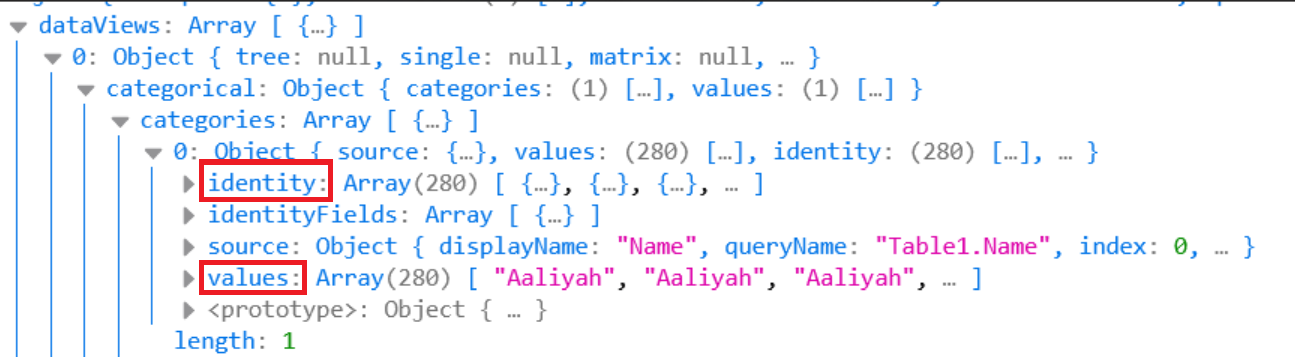 dataViews: Array [ {…} ]
0: Object { tree: null, single: null, matrix: null, … }
categorical: Object { categories: (1) […], values: (1) […] }
categories: Array [ {…} ]
0: Object { source: {…}, values: (280) […], identity: (280) […], … }
identity: Array(280) [ {…}, {…}, {…}, … ]
identityFields: Array [ {…} ]
source: Object { displayName: "Name", queryName: "Table1.Name", index: 0, … }
values: Array(280) [ "Aaliyah", "Aaliyah", "Aaliyah", … ]
<prototype>: Object { … }
length: 1